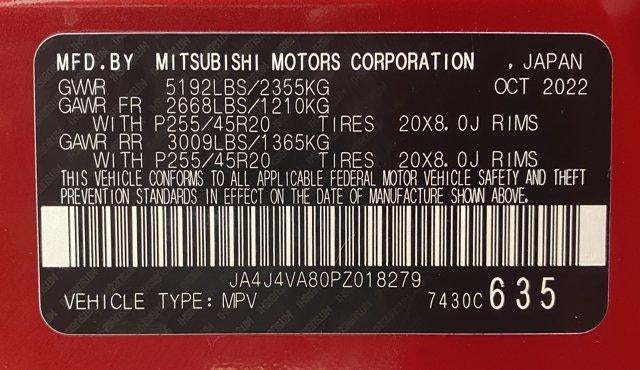 MFD.BY MITSUBISHI MOTORS CORPORATION , JAPAN
GWWR 5192LBS/2355KG OCT 2022
GAWR FR 2668LBS/1210KG
WITH P255/45R20 TIRES 20X8.0J RIMS
GAWR RR 3009LBS/1365KG
WITH P255/45R20 TIRES 20X8.0J RIMS
THIS VEHICLE CONFORMS TO ALL APPLICABLE FEDERAL MOTOR VEHICLE SAFETY AND THEFT
PREVENTION STANDARDS IN EFFECT ON THE DATE OF MANUFACTURE SHOWN ABOVE.
JA4J4VA80PZ018279
VEHICLE TYPE: MPV 7430C 635